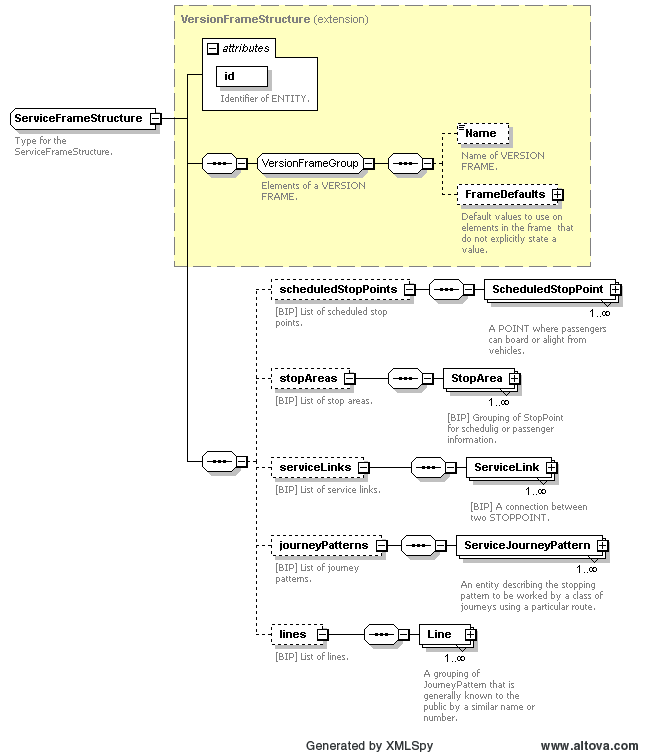 VersionFrameStructure (extension)
attributes
id
Identifier of ENTITY.
ServiceFrameStructure
Type for the
ServiceFrameStructure.
VersionFrameGroup
Elements of a VERSION
FRAME.
Name
Name of VERSION
FRAME.
FrameDefaults
Default values to use on
elements in the frame that
do not explicitly state a
value.
scheduledStopPoints
[BIP] List of scheduled stop
points.
ScheduledStopPoint
1..∞
A POINT where passengers
can board or alight from
vehicles.
stopAreas
[BIP] List of stop areas.
StopArea
1..∞
[BIP] Grouping of StopPoint
for schedulig or passenger
information.
serviceLinks
[BIP] List of service links.
ServiceLink
1..∞
[BIP] A connection between
two STOPPOINT.
journeyPatterns
[BIP] List of journey
patterns.
ServiceJourneyPattern
1..∞
An entity describing the stopping
pattern to be worked by a class of
journeys using a particular route.
lines
[BIP] List of lines.
Line
1..∞
A grouping of
JourneyPattern that is
generally known to the
public by a similar name or
number.
Generated by XMLSpy
www.altova.com